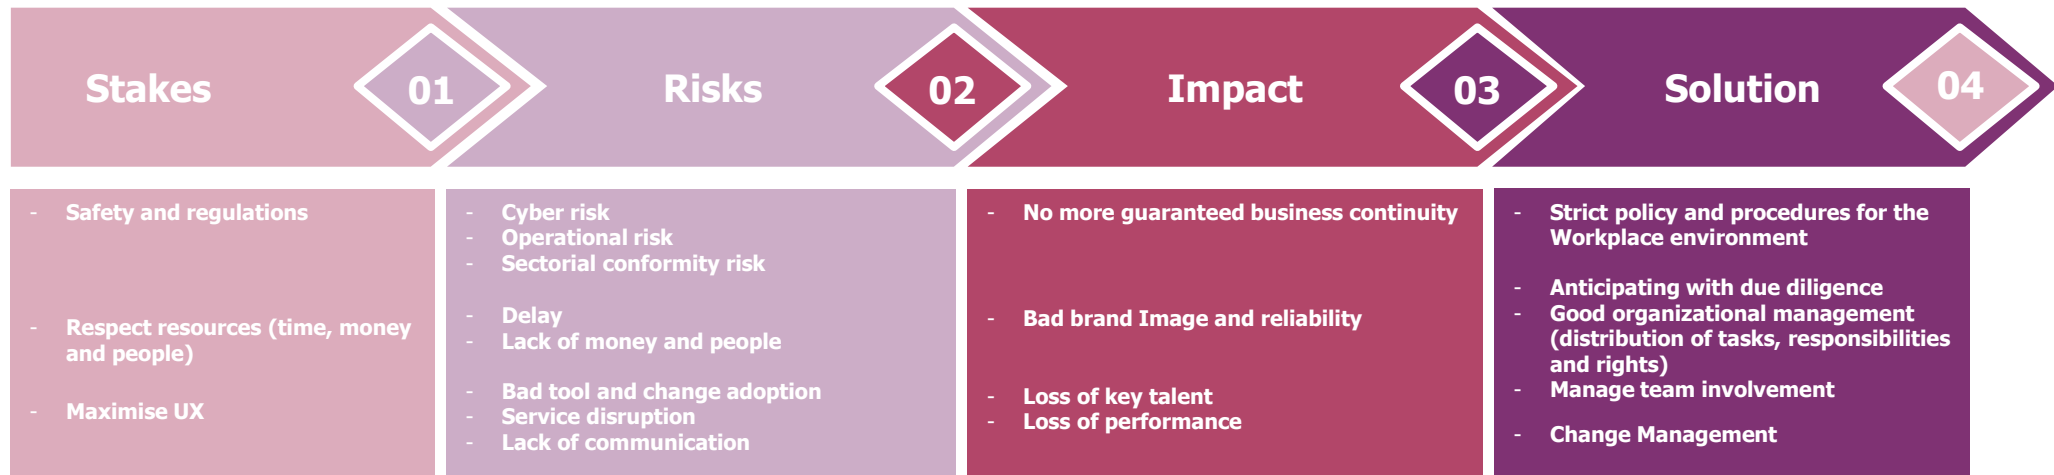 Stakes
01
Risks
02
Impact
03
Solution
04
- Safety and regulations
- Respect resources (time, money
and people)
- Maximise UX
- Cyber risk
- Operational risk
- Sectorial conformity risk
- Delay
- Lack of money and people
- Bad tool and change adoption
- Service disruption
- Lack of communication
- No more guaranteed business continuity
- Bad brand Image and reliability
- Loss of key talent
- Loss of performance
- Strict policy and procedures for the
Workplace environment
- Anticipating with due diligence
- Good organizational management
(distribution of tasks, responsibilities
and rights)
- Manage team involvement
- Change Management